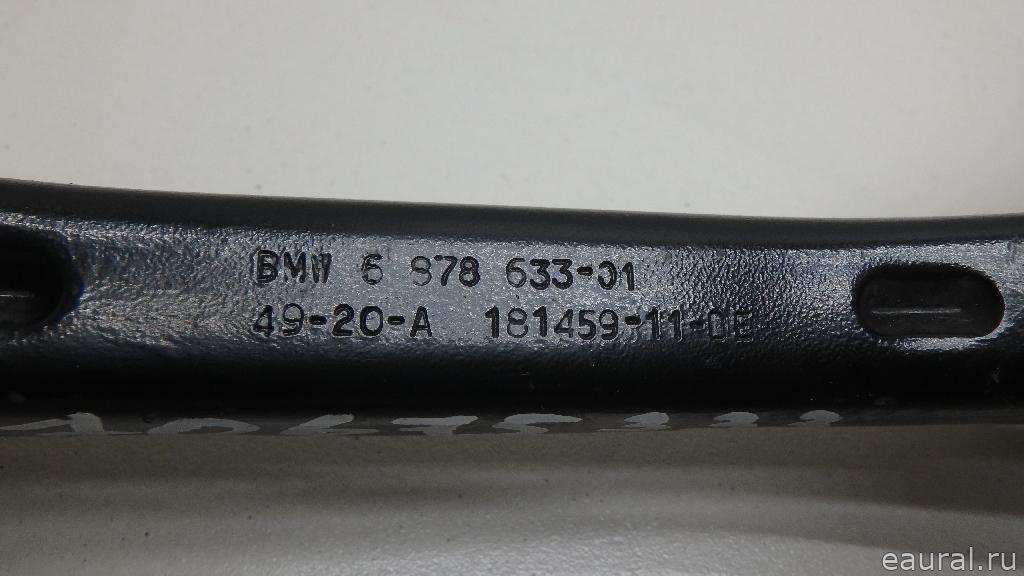 BMW 6 878 633-01
49-20-A 181459-11-DE
eaural.ru